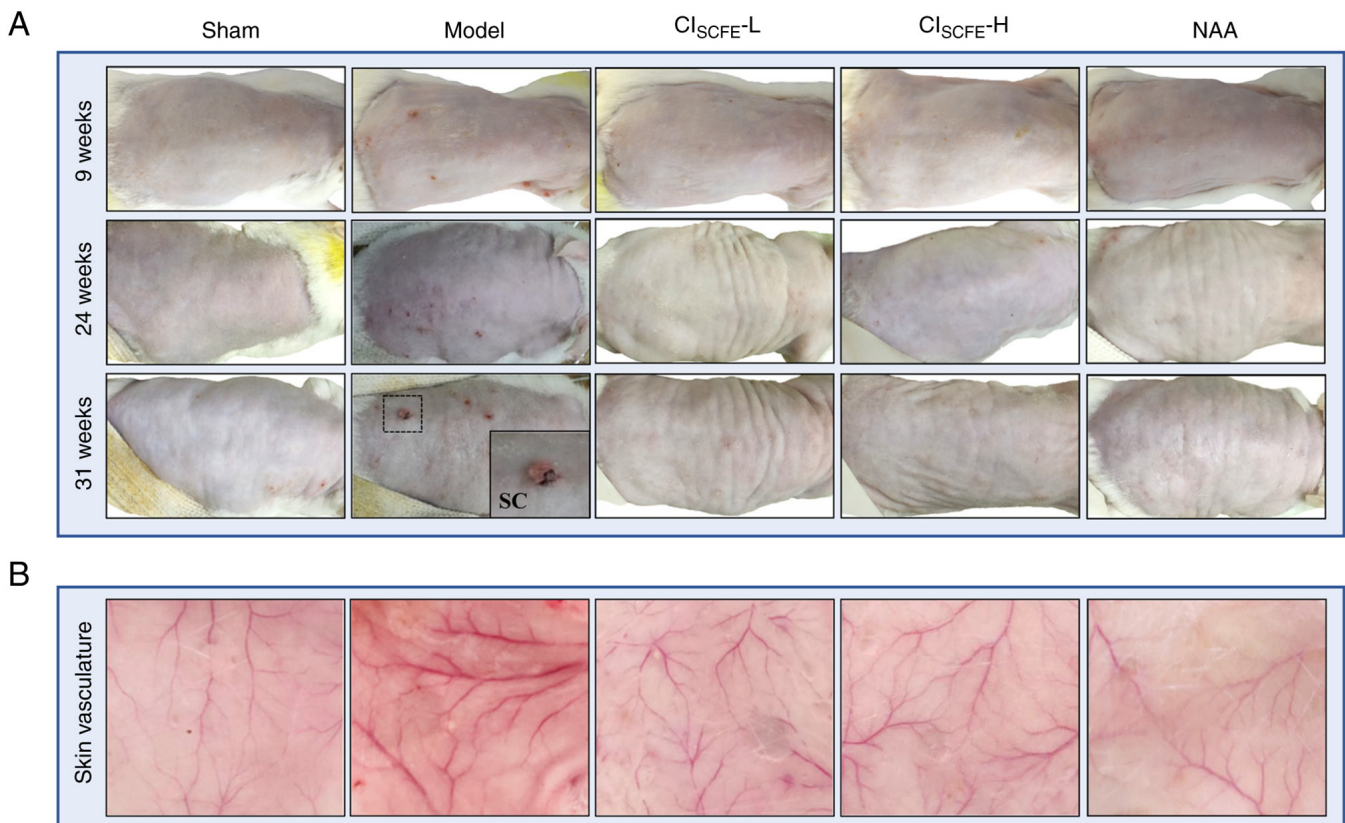 A
Sham
Model
CI_SCFE-L
CI_SCFE-H
NAA
9 weeks
24 weeks
31 weeks
SC
B
Skin vasculature